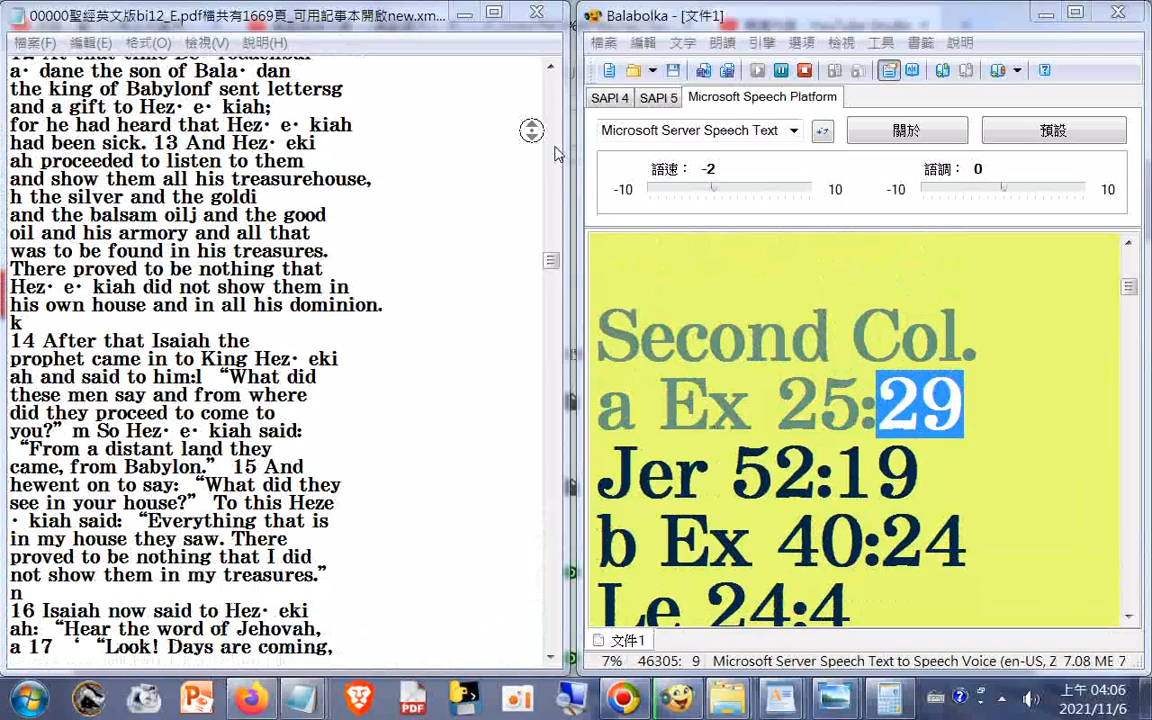 00000聖經英文版bi12_E.pdf檔共有1669頁_可用記事本開啟new.xm...
檔案(F) 編輯(E) 格式(O) 檢視(V) 說明(H)
a‧ dane the son of Bala‧ dan
the king of Babylonf sent lettersg
and a gift to Hez‧ e‧ kiah;
for he had heard that Hez‧ e‧ kiah
had been sick. 13 And Hez‧ eki
ah proceeded to listen to them
and show them all his treasurehouse,
h the silver and the goldi
and the balsam oilj and the good
oil and his armory and all that
was to be found in his treasures.
There proved to be nothing that
Hez‧ e‧ kiah did not show them in
his own house and in all his dominion.
k
14 After that Isaiah the
prophet came in to King Hez‧ eki
ah and said to him:l “What did
these men say and from where
did they proceed to come to
you?” m So Hez‧ e‧ kiah said:
“From a distant land they
came, from Babylon.” 15 And
hewent on to say: “What did they
see in your house?” To this Heze
‧ kiah said: “Everything that is
in my house they saw. There
proved to be nothing that I did
not show them in my treasures.”
n
16 Isaiah now said to Hez‧ eki
ah: “Hear the word of Jehovah,
a 17 ‘ “Look! Days are coming,
Balabolka - [文件1]
檔案 編輯 文字 朗讀 引擎 選項 檢視 工具 書籤 說明
SAPI 4 SAPI 5 Microsoft Speech Platform
Microsoft Server Speech Text 關於 預設
語速: -2 語調: 0
-10 10 -10 10
Second Col.
a Ex 25:29
Jer 52:19
b Ex 40:24
Le 24:4
文件1
7% 46305: 9 Microsoft Server Speech Text to Speech Voice (en-US, Z 7.08 MB 7
PDF
上午 04:06
2021/11/6